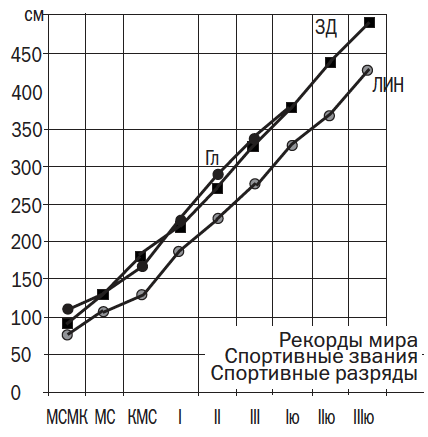 см
ЗД
450
ЛИН
400
350
Гл
300
250
200
150
100
Рекорды мира
50
Спортивные звания
Спортивные разряды
0
МСМК МС КМС I II III Iю IIю IIIю